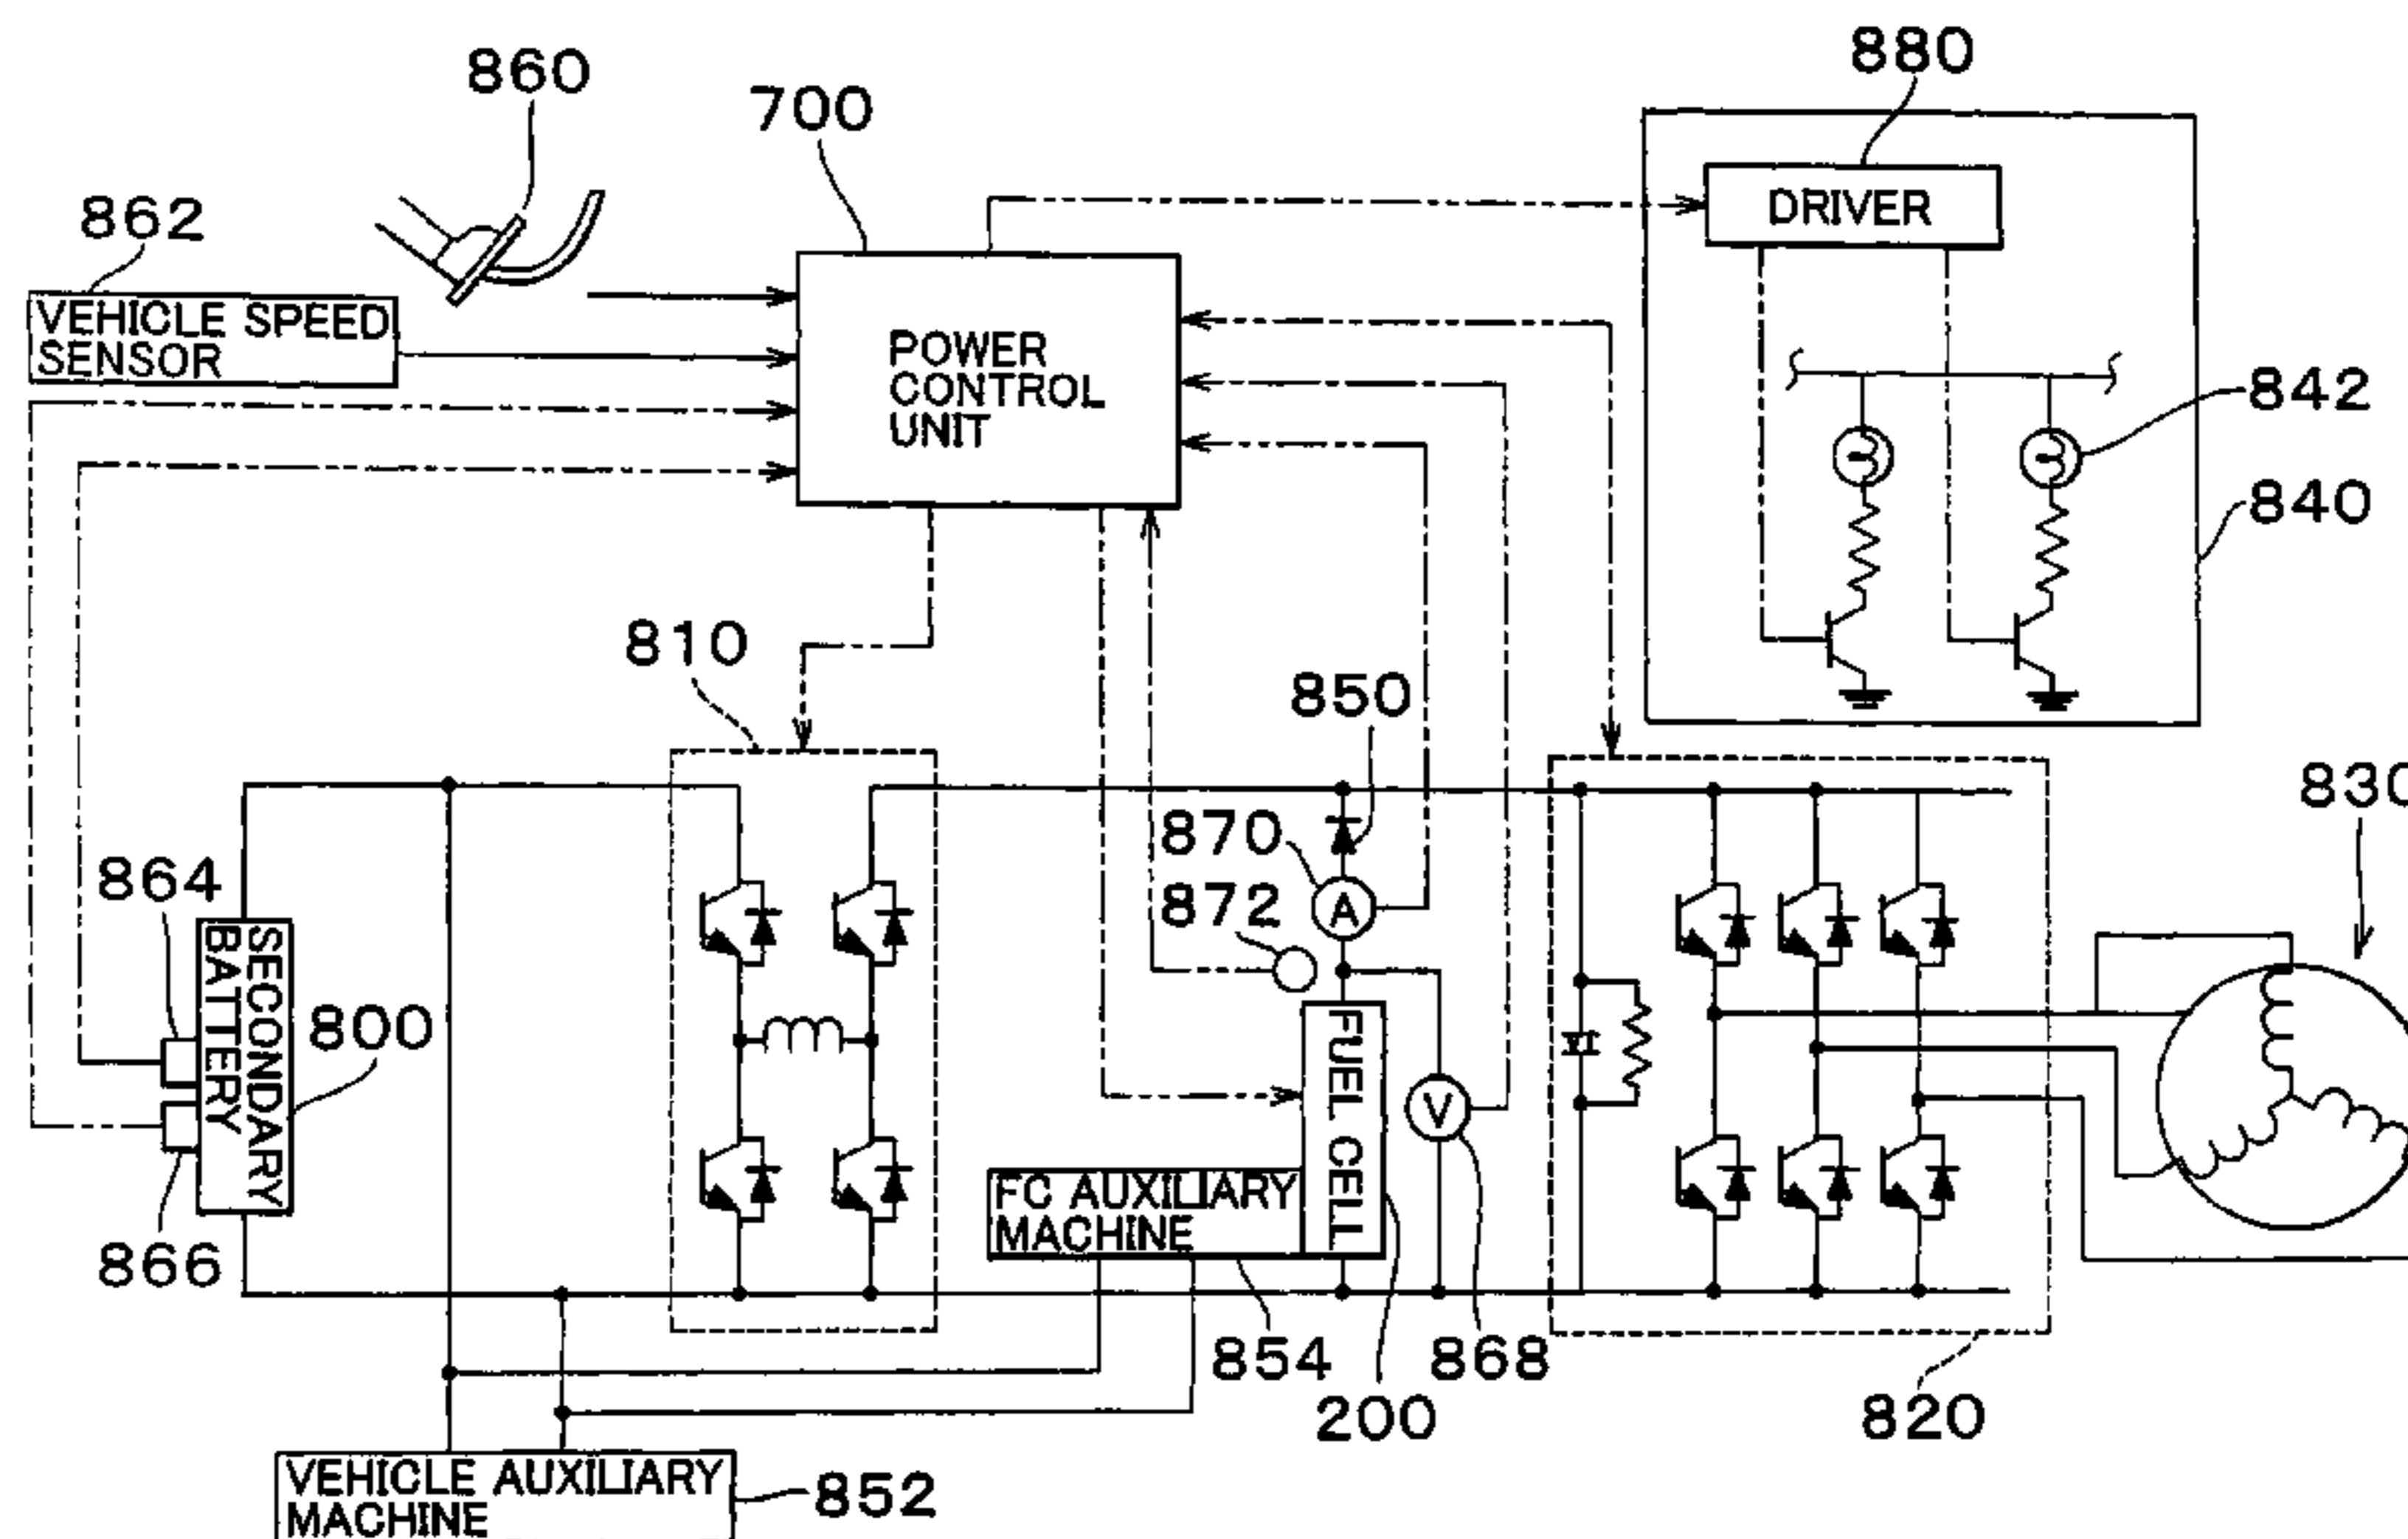 860
700
880
862
DRIVER
VEHICLE SPEED
SENSOR
POWER
CONTROL
UNIT
842
840
810
850
830
870
864
872
A
SECONDARY
BATTERY
800
FUEL CELL
V
FC AUXILIARY
MACHINE
866
854
868
200
820
VEHICLE AUXILIARY
MACHINE
852